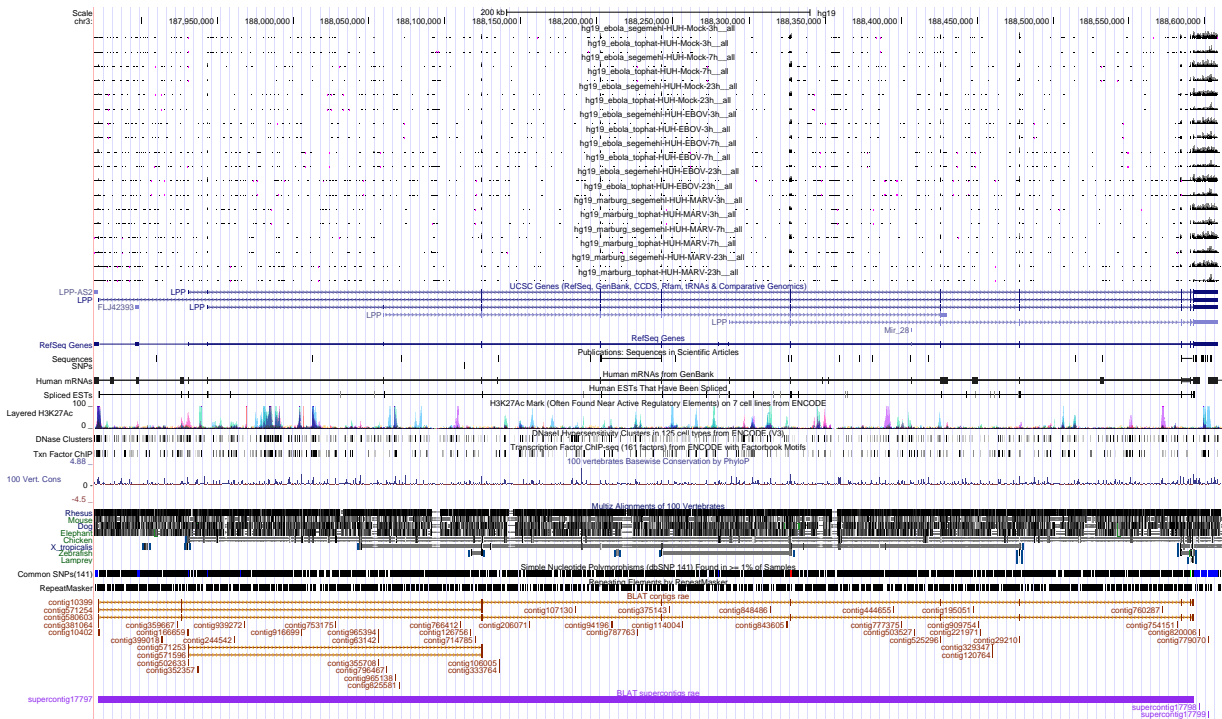 Scale 200 kb hg19
chr3: 187,950,000 188,000,000 188,050,000 188,100,000 188,150,000 188,200,000 188,250,000 188,300,000 188,350,000 188,400,000 188,450,000 188,500,000 188,550,000 188,600,000
hg19_ebola_segemehl-HUH-Mock-3h__all
hg19_ebola_tophat-HUH-Mock-3h__all
hg19_ebola_segemehl-HUH-Mock-7h__all
hg19_ebola_tophat-HUH-Mock-7h__all
hg19_ebola_segemehl-HUH-Mock-23h__all
hg19_ebola_tophat-HUH-Mock-23h__all
hg19_ebola_segemehl-HUH-EBOV-3h__all
hg19_ebola_tophat-HUH-EBOV-3h__all
hg19_ebola_segemehl-HUH-EBOV-7h__all
hg19_ebola_tophat-HUH-EBOV-7h__all
hg19_ebola_segemehl-HUH-EBOV-23h__all
hg19_ebola_tophat-HUH-EBOV-23h__all
hg19_marburg_segemehl-HUH-MARV-3h__all
hg19_marburg_tophat-HUH-MARV-3h__all
hg19_marburg_segemehl-HUH-MARV-7h__all
hg19_marburg_tophat-HUH-MARV-7h__all
hg19_marburg_segemehl-HUH-MARV-23h__all
hg19_marburg_tophat-HUH-MARV-23h__all
UCSC Genes (RefSeq, GenBank, CCDS, Rfam, tRNAs & Comparative Genomics)
LPP-AS2 LPP
LPP
FLJ42393 LPP
LPP
LPP
Mir_28
RefSeq Genes
RefSeq Genes
Publications: Sequences in Scientific Articles
Sequences
SNPs
Human mRNAs from GenBank
Human mRNAs
Human ESTs That Have Been Spliced
Spliced ESTs
H3K27Ac Mark (Often Found Near Active Regulatory Elements) on 7 cell lines from ENCODE
100
Layered H3K27Ac
0
DNaseI Hypersensitivity Clusters in 125 cell types from ENCODE (V3)
DNase Clusters
Transcription Factor ChIP-seq (161 factors) from ENCODE with Factorbook Motifs
Txn Factor ChIP
100 vertebrates Basewise Conservation by PhyloP
4.88
100 Vert. Cons
0
-4.5
Multiz Alignments of 100 Vertebrates
Rhesus
Mouse
Dog
Elephant
Chicken
X_tropicalis
Zebrafish
Lamprey
Simple Nucleotide Polymorphisms (dbSNP 141) Found in >= 1% of Samples
Common SNPs(141)
Repeating Elements by RepeatMasker
RepeatMasker
BLAT contigs rae
contig10399
contig571254 contig107130 contig375143 contig848486 contig444655 contig195051 contig760287
contig580603
contig381064 contig359667 contig939272 contig753175 contig766412 contig206071 contig94196 contig114004 contig843605 contig777375 contig909754 contig754151
contig10402 contig166659 contig916699 contig965394 contig126756 contig787763 contig503527 contig221971 contig820006
contig399018 contig244542 contig63142 contig714785 contig525296 contig29210 contig779070
contig571253 contig329347
contig571596 contig120764
contig502633 contig355708 contig106005
contig352357 contig796467 contig333764
contig965138
contig825581
BLAT supercontigs rae
supercontig17797
supercontig17798
supercontig17799